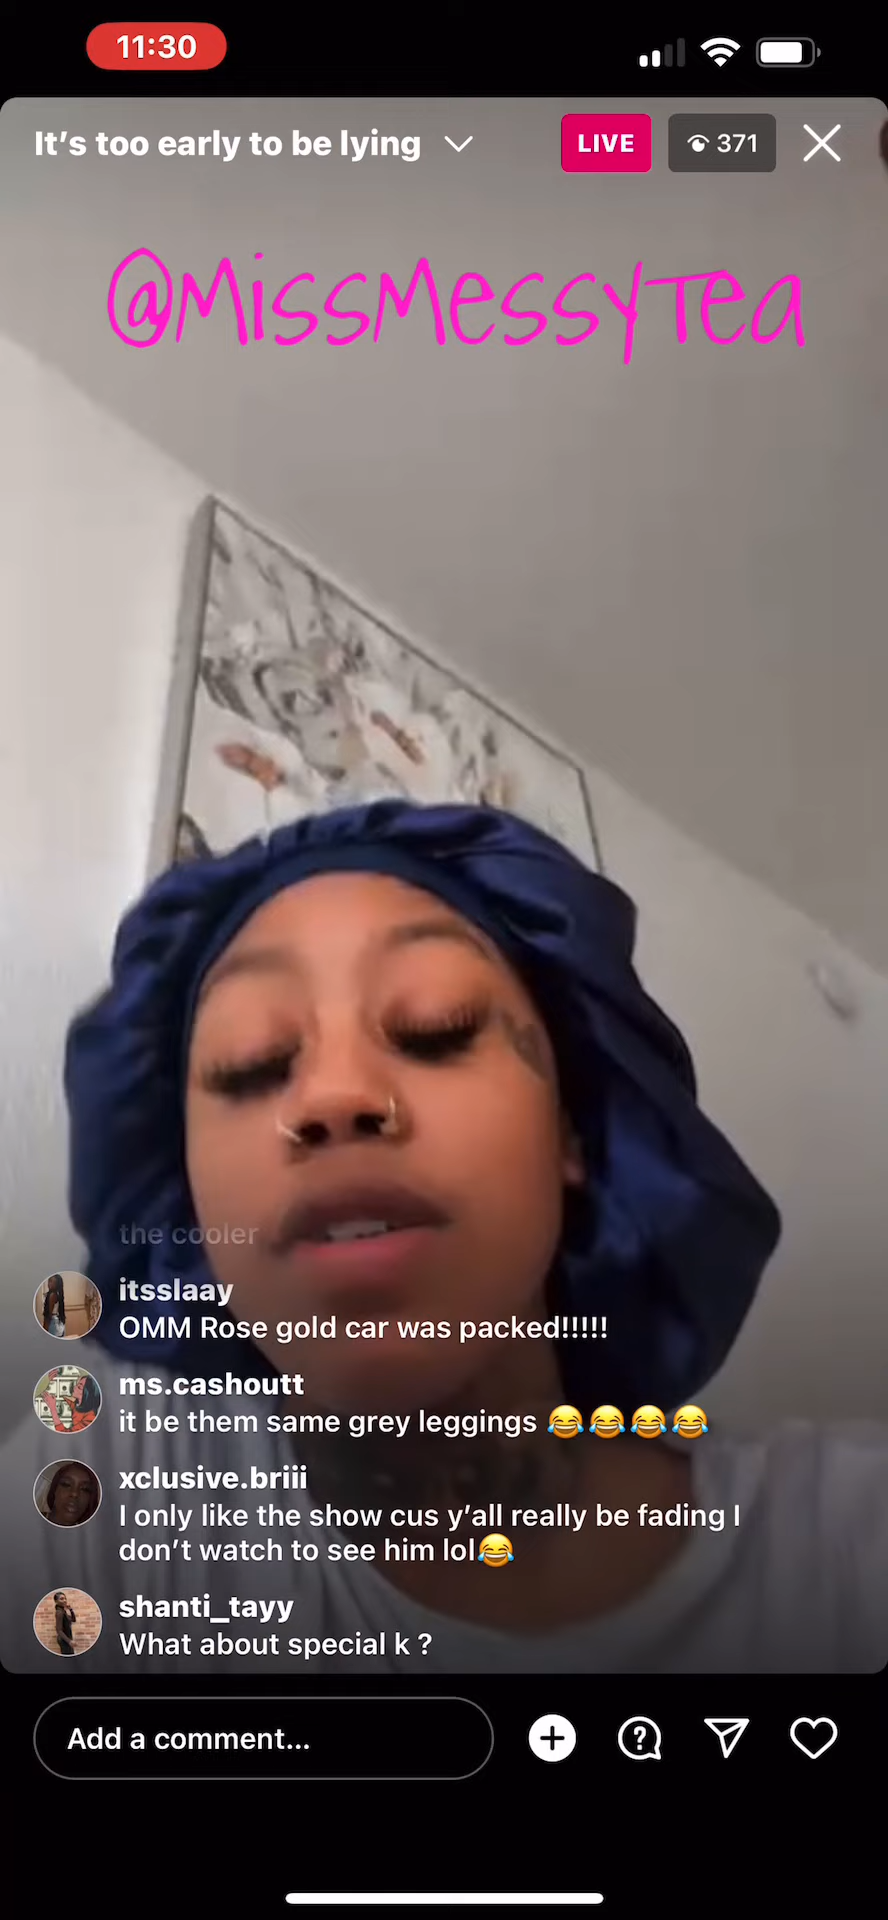 11:30
It’s too early to be lying
LIVE
371
@MissMessyTea
the cooler
itsslaay
OMM Rose gold car was packed!!!!!
ms.cashoutt
it be them same grey leggings 😂😂😂😂
xclusive.briii
I only like the show cus y’all really be fading I
don’t watch to see him lol😂
shanti_tayy
What about special k ?
Add a comment...